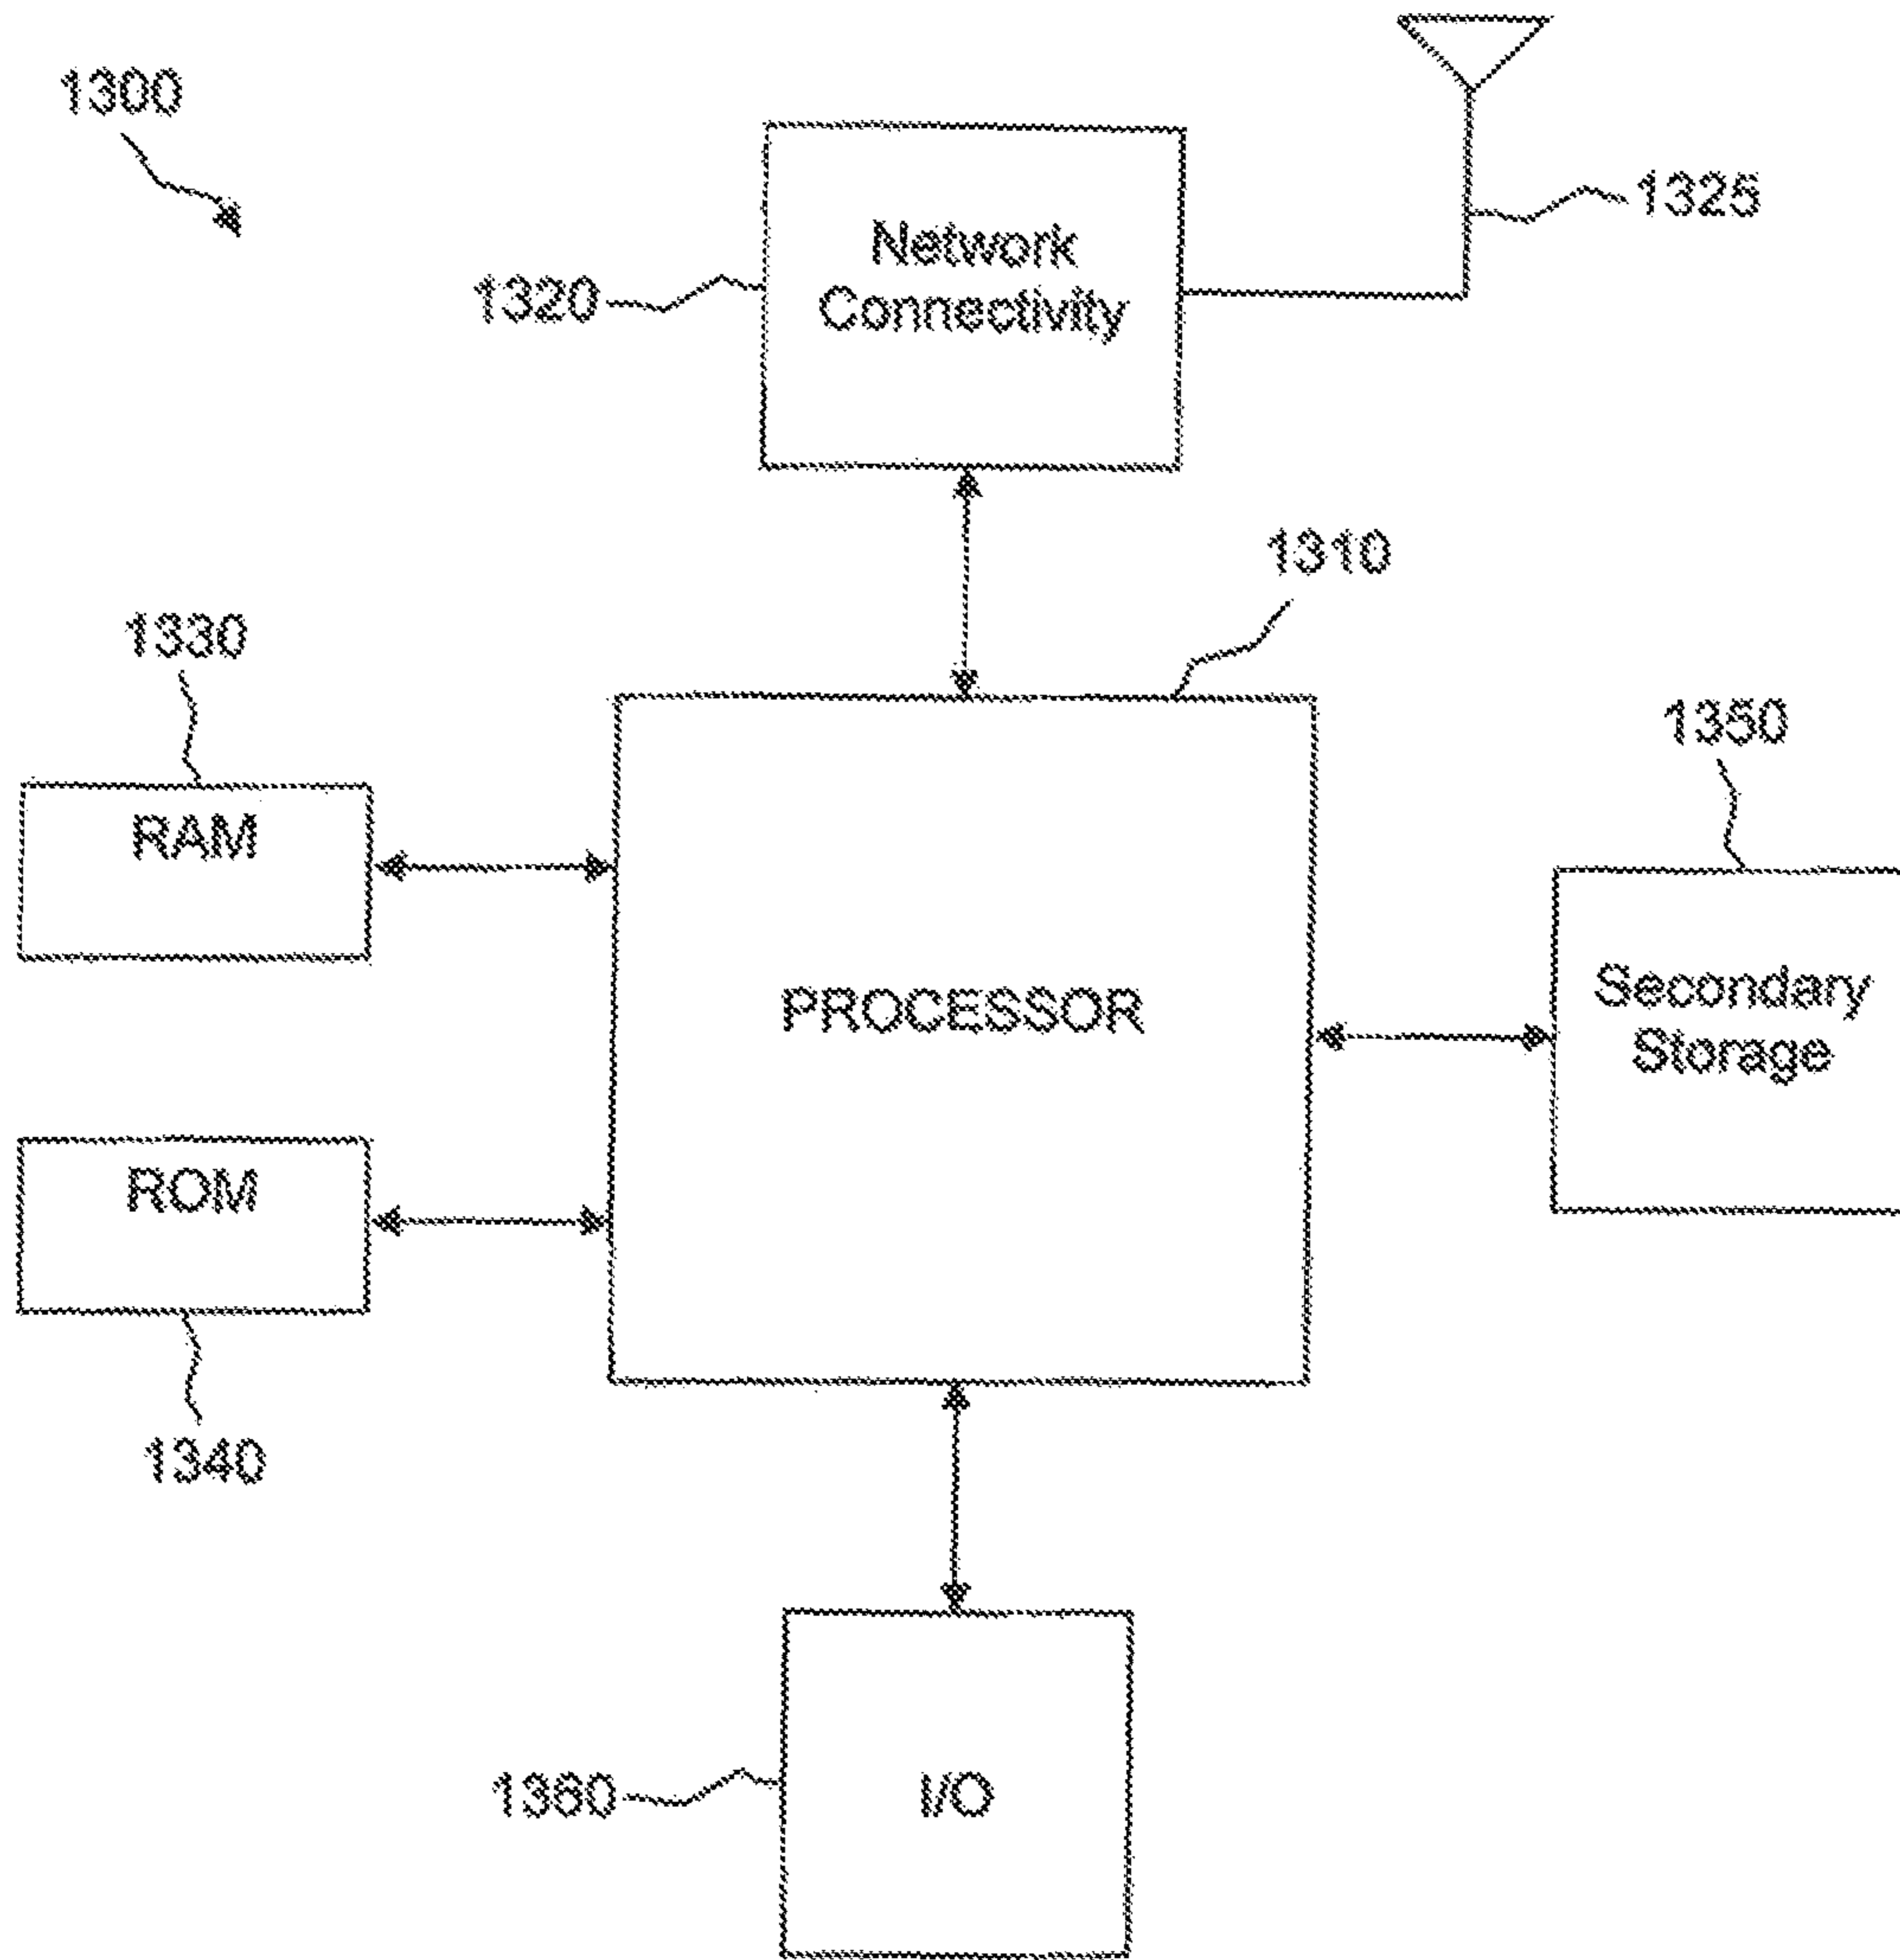 1300
1325
Network
1320
Connectivity
1310
1330
1350
RAM
Secondary
PROCESSOR
Storage
ROM
1340
1360
I/O